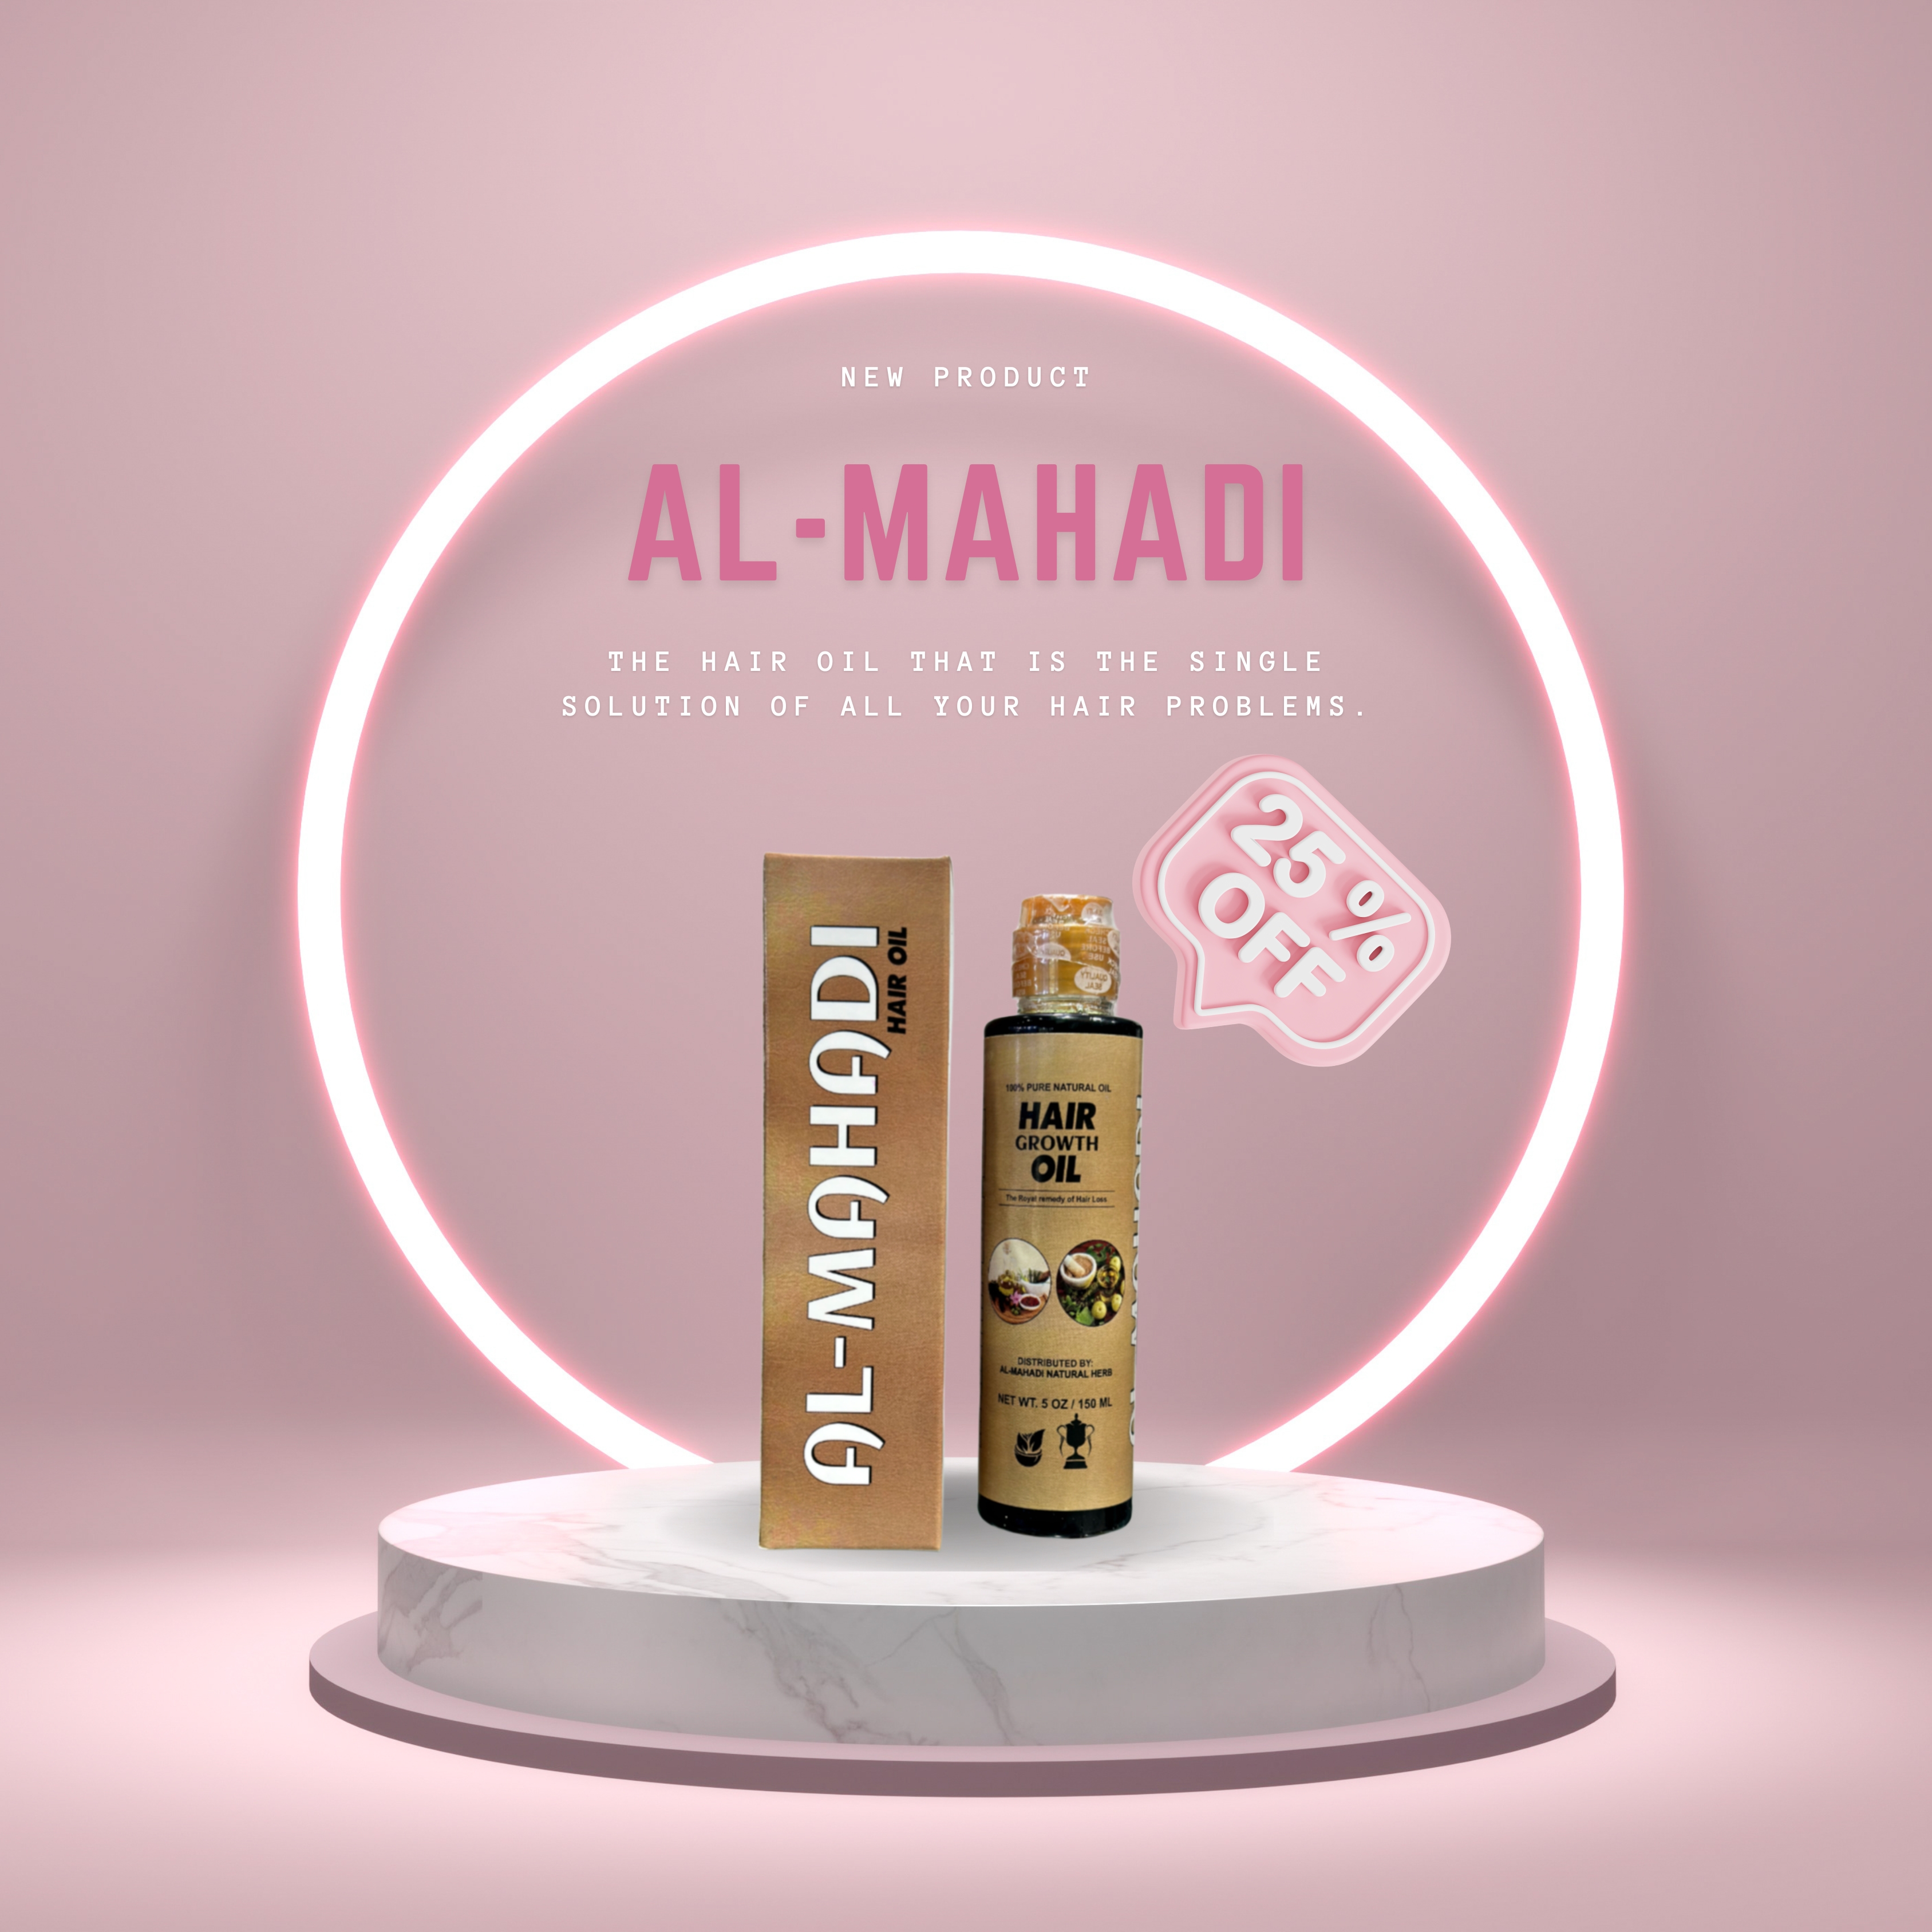 NEW PRODUCT
AL-MAHADI
THE HAIR OIL THAT IS THE SINGLE
SOLUTION OF ALL YOUR HAIR PROBLEMS.
25%
OFF
AL-MAHADI
HAIR OIL
QUALITY
SEAL
100% PURE NATURAL OIL
HAIR
GROWTH
OIL
The Royal remedy of Hair Loss
DISTRIBUTED BY:
AL-MAHADI NATURAL HERB
NET WT. 5 OZ / 150 ML